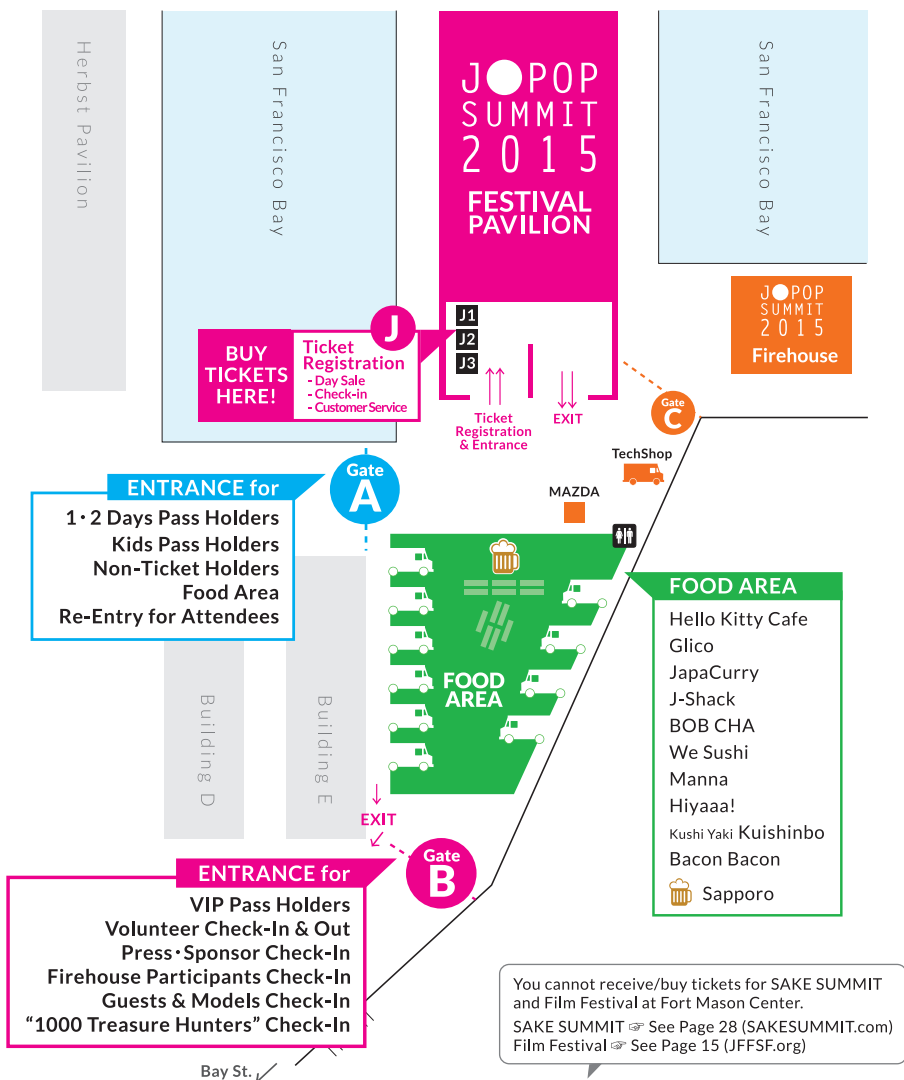 Herbst Pavilion
San Francisco Bay
J POP
SUMMIT
2015
FESTIVAL
PAVILION
San Francisco Bay
J POP
SUMMIT
2015
Firehouse
J1
J2
J3
J
BUY
TICKETS
HERE!
Ticket
Registration
- Day Sale
- Check-in
- Customer Service
Ticket
Registration
& Entrance
EXIT
Gate
C
TechShop
MAZDA
Gate
A
ENTRANCE for
1・2 Days Pass Holders
Kids Pass Holders
Non-Ticket Holders
Food Area
Re-Entry for Attendees
Building D
Building E
FOOD
AREA
FOOD AREA
Hello Kitty Cafe
Glico
JapaCurry
J-Shack
BOB CHA
We Sushi
Manna
Hiyaaa!
Kushi Yaki Kuishinbo
Bacon Bacon
Sapporo
EXIT
Gate
B
ENTRANCE for
VIP Pass Holders
Volunteer Check-In & Out
Press・Sponsor Check-In
Firehouse Participants Check-In
Guests & Models Check-In
“1000 Treasure Hunters” Check-In
Bay St.
You cannot receive/buy tickets for SAKE SUMMIT
and Film Festival at Fort Mason Center.
SAKE SUMMIT ☞ See Page 28 (SAKESUMMIT.com)
Film Festival ☞ See Page 15 (JFFSF.org)